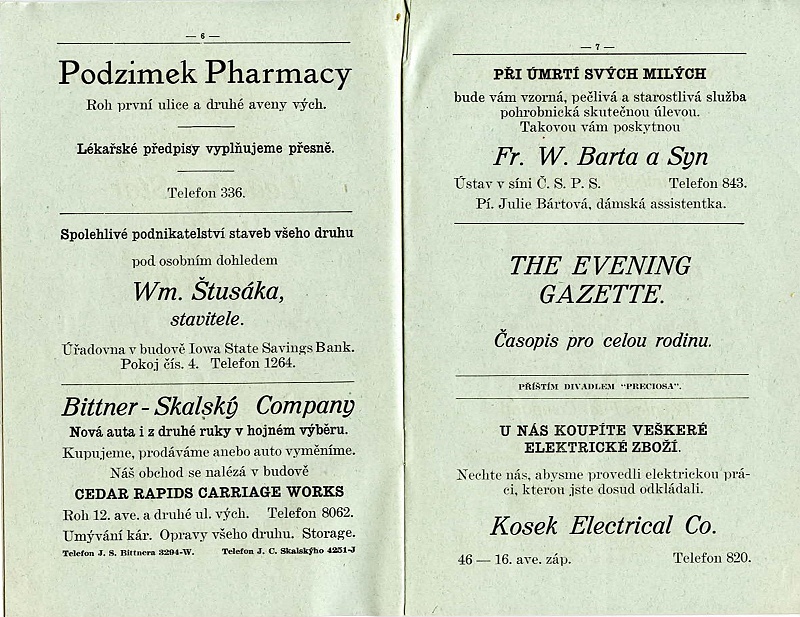 — 6 —
Podzimek Pharmacy
Roh první ulice a druhé aveny vých.
Lékařské předpisy vyplňujeme přesně.
Telefon 336.
Spolehlivé podnikatelství staveb všeho druhu
pod osobním dohledem
Wm. Štusáka,
stavitele.
Úřadovna v budově Iowa State Savings Bank.
Pokoj čís. 4. Telefon 1264.
Bittner-Skalský Company
Nová auta i z druhé ruky v hojném výběru.
Kupujeme, prodáváme anebo auto vyměníme.
Náš obchod se nalézá v budově
CEDAR RAPIDS CARRIAGE WORKS
Roh 12. ave. a druhé ul. vých. Telefon 8062.
Umývání kár. Opravy všeho druhu. Storage.
Telefon J. S. Bittnera 3294-W. Telefon J. C. Skalskýho 4251-J
— 7 —
PŘI ÚMRTÍ SVÝCH MILÝCH
bude vám vzorná, pečlivá a starostlivá služba
pohrobnická skutečnou úlevou.
Takovou vám poskytnou
Fr. W. Barta a Syn
Ústav v síni Č. S. P. S. Telefon 843.
Pí. Julie Bártová, dámská assistentka.
THE EVENING
GAZETTE.
Časopis pro celou rodinu.
PŘÍŠTÍM DIVADLEM "PRECIOSA".
U NÁS KOUPÍTE VEŠKERÉ
ELEKTRICKÉ ZBOŽÍ.
Nechte nás, abysme provedli elektrickou prá-
ci, kterou jste dosud odkládali.
Kosek Electrical Co.
46 — 16. ave. záp. Telefon 820.